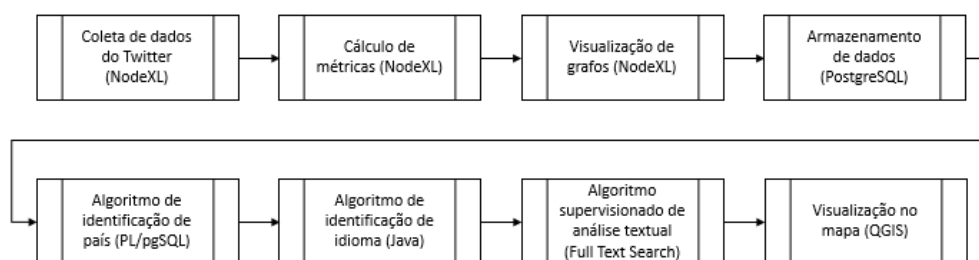 Coleta de dados
do Twitter
(NodeXL)
Cálculo de
métricas (NodeXL)
Visualização de
grafos (NodeXL)
Armazenamento
de dados
(PostgreSQL)
Algoritmo de
identificação de
país (PL/pgSQL)
Algoritmo de
identificação de
idioma (Java)
Algoritmo
supervisionado de
análise textual
(Full Text Search)
Visualização no
mapa (QGIS)